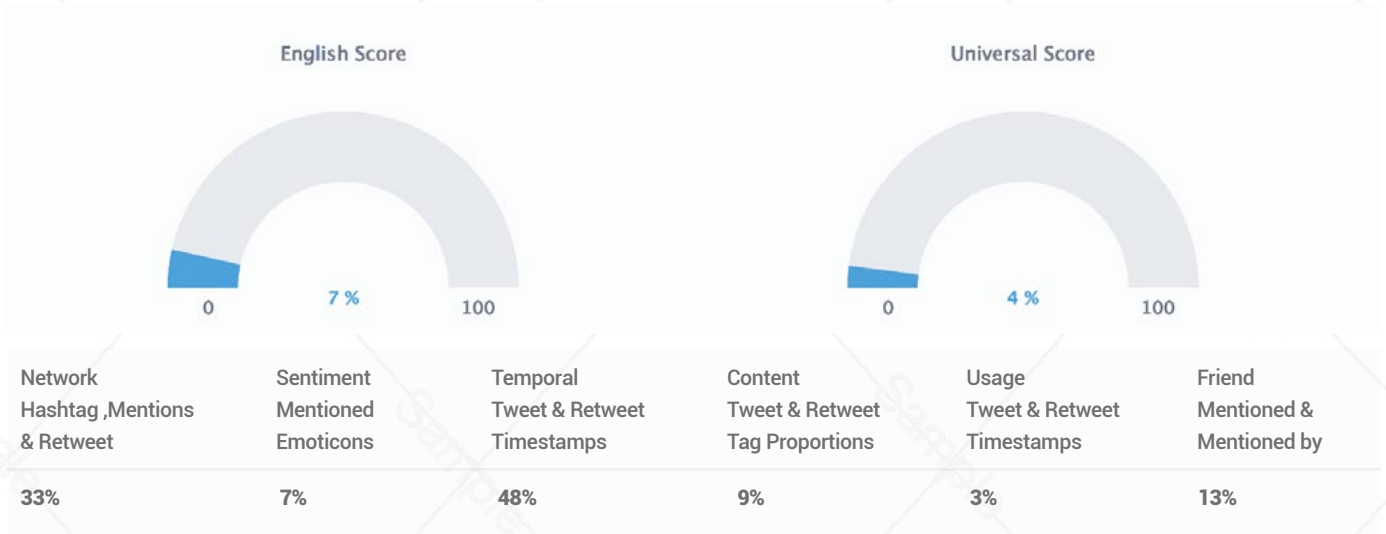 English Score
Universal Score
0
7 %
100
0
4 %
100
Network
Hashtag ,Mentions
& Retweet
Sentiment
Mentioned
Emoticons
Temporal
Tweet & Retweet
Timestamps
Content
Tweet & Retweet
Tag Proportions
Usage
Tweet & Retweet
Timestamps
Friend
Mentioned &
Mentioned by
33%
7%
48%
9%
3%
13%
Sample
Sample